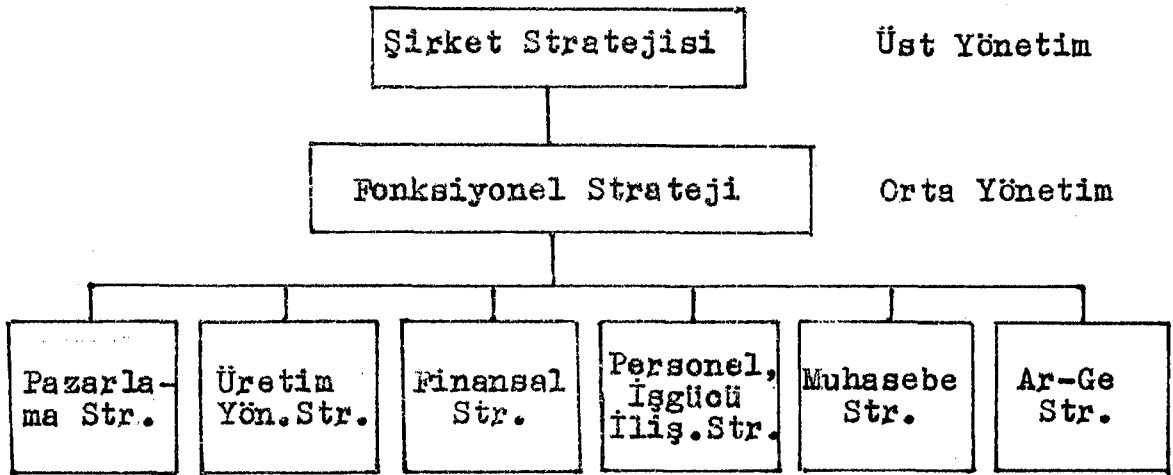 Şirket Stratejisi
Üst Yönetim
Fonksiyonel Strateji
Orta Yönetim
Pazarla-
ma Str.
Üretim
Yön.Str.
Finansal
Str.
Personel,
İşgücü
İliş.Str.
Muhasebe
Str.
Ar-Ge
Str.